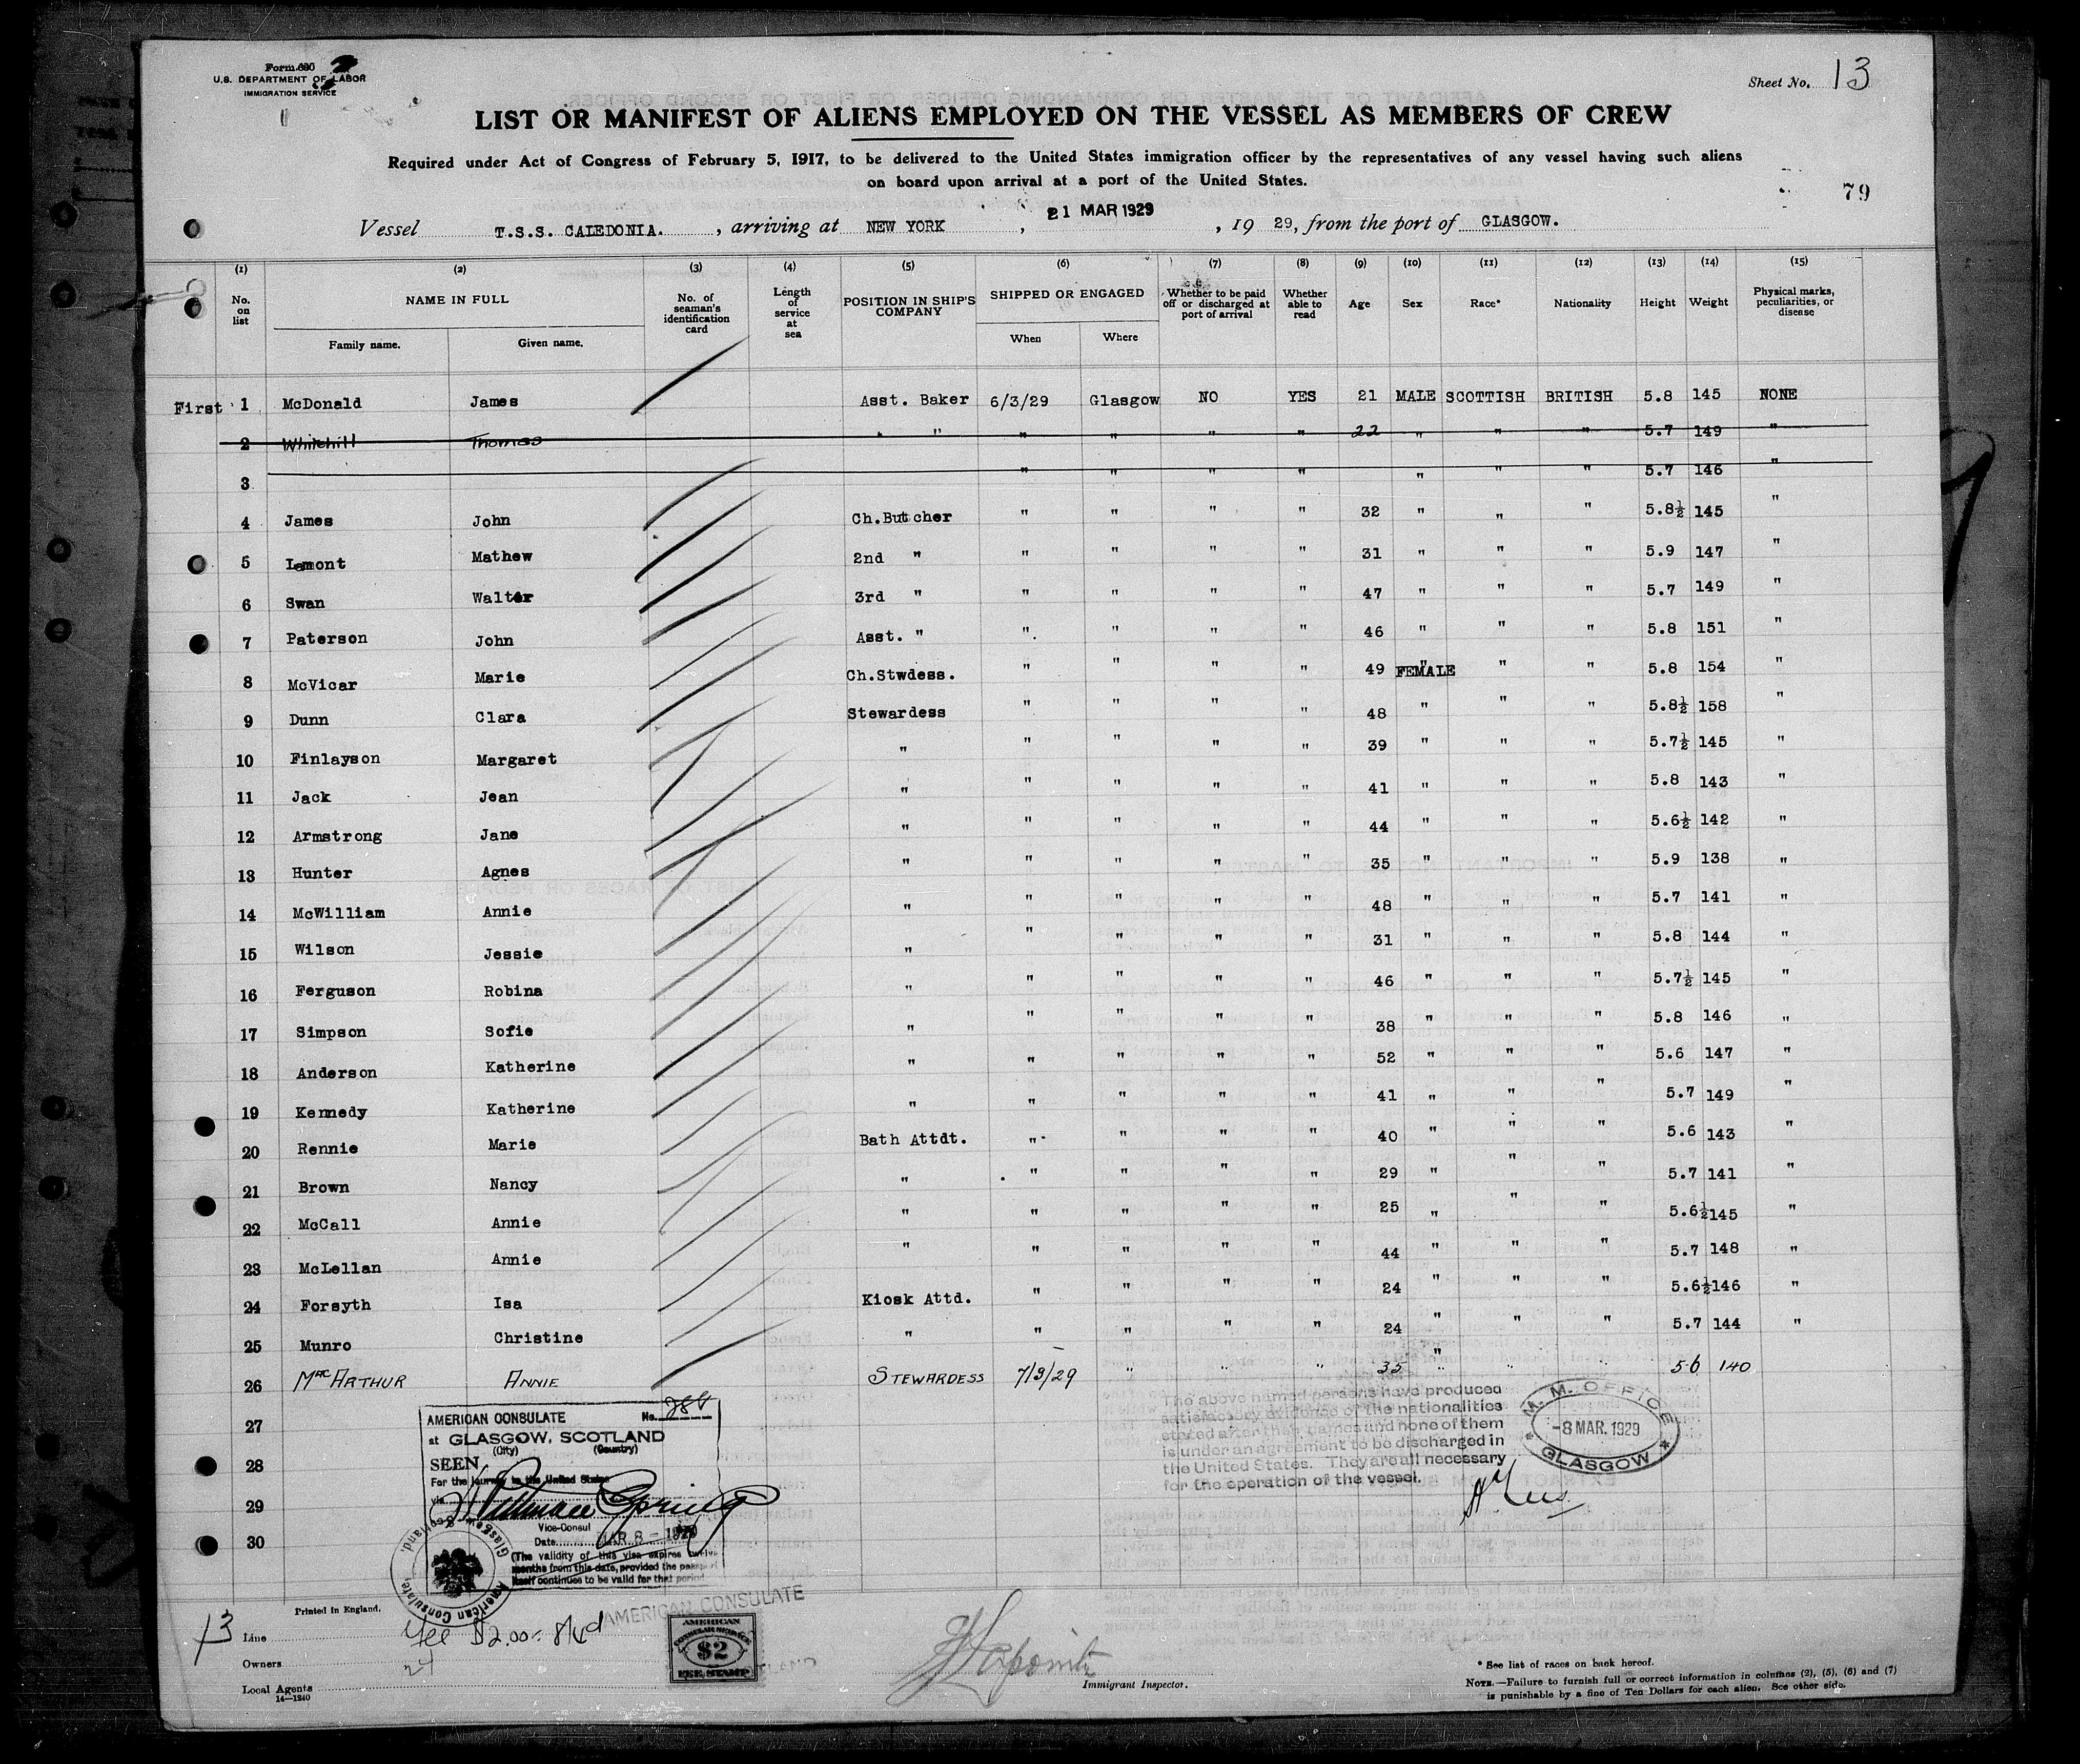 Form 680
U.S. DEPARTMENT OF LABOR
IMMIGRATION SERVICE
Sheet No. 13
LIST OR MANIFEST OF ALIENS EMPLOYED ON THE VESSEL AS MEMBERS OF CREW
Required under Act of Congress of February 5, 1917, to be delivered to the United States immigration officer by the representatives of any vessel having such aliens
on board upon arrival at a port of the United States.
79
Vessel T.S.S. CALEDONIA. , arriving at NEW YORK , 21 MAR 1929 , 19 29, from the port of GLASGOW.
(1) (2) (3) (4) (5) (6) (7) (8) (9) (10) (11) (12) (13) (14) (15)
No. on list NAME IN FULL Family name. Given name. No. of seaman's identification card Length of service at sea POSITION IN SHIP'S COMPANY SHIPPED OR ENGAGED When Where Whether to be paid off or discharged at port of arrival Whether able to read Age Sex Race* Nationality Height Weight Physical marks, peculiarities, or disease
First 1 McDonald James Asst. Baker 6/3/29 Glasgow NO YES 21 MALE SCOTTISH BRITISH 5.8 145 NONE
2 Whitehill Thomas " " " " " " 22 " " " 5.7 149 "
3 " " " " " " " 5.7 146 "
4 James John Ch.Butcher " " " " 32 " " " 5.8½ 145 "
5 Lamont Mathew 2nd " " " " " 31 " " " 5.9 147 "
6 Swan Walter 3rd " " " " " 47 " " " 5.7 149 "
7 Paterson John Asst. " " " " " 46 " " " 5.8 151 "
8 McVicar Marie Ch.Stwdess. " " " " 49 FEMALE " " 5.8 154 "
9 Dunn Clara Stewardess " " " " 48 " " " 5.8½ 158 "
10 Finlayson Margaret " " " " " 39 " " " 5.7½ 145 "
11 Jack Jean " " " " " 41 " " " 5.8 143 "
12 Armstrong Jane " " " " " 44 " " " 5.6½ 142 "
13 Hunter Agnes " " " " " 35 " " " 5.9 138 "
14 McWilliam Annie " " " " " 48 " " " 5.7 141 "
15 Wilson Jessie " " " " " 31 " " " 5.8 144 "
16 Ferguson Robina " " " " " 46 " " " 5.7½ 145 "
17 Simpson Sofie " " " " " 38 " " " 5.8 146 "
18 Anderson Katherine " " " " " 52 " " " 5.6 147 "
19 Kennedy Katherine " " " " " 41 " " " 5.7 149 "
20 Rennie Marie Bath Attdt. " " " " 40 " " " 5.6 143 "
21 Brown Nancy " " " " " 29 " " " 5.7 141 "
22 McCall Annie " " " " " 25 " " " 5.6½ 145 "
23 McLellan Annie " " " " " 44 " " " 5.7 148 "
24 Forsyth Isa Kiosk Attd. " " " " 24 " " " 5.6½ 146 "
25 Munro Christine " " " " " 24 " " " 5.7 144 "
26 MacARTHUR ANNIE STEWARDESS 7/3/29 " " " 35 " " " 5 6 140
27
28
29
30
AMERICAN CONSULATE No.
at GLASGOW, SCOTLAND
(City) (Country)
SEEN
For the journey to the United States
via
Vice-Consul
Date MAR 8 - 1929
(The validity of this visa expires twelve
months from this date, provided the passport
itself continues to be valid for that period
American Consulate, Glasgow, Scotland.
The above named persons have produced
satisfactory evidence of the nationalities
stated after their names and none of them
is under an agreement to be discharged in
the United States. They are all necessary
for the operation of the vessel.
M. M. OFFICE
-8 MAR. 1929
GLASGOW
Printed in England.
13
Line
Fee $2.00
AMERICAN CONSULATE
Owners
24
Local Agents
14—1240
AMERICAN
CONSULAR SERVICE
$2
FEE STAMP
Immigrant Inspector.
* See list of races on back hereof.
NOTE.—Failure to furnish full or correct information in columns (2), (5), (6) and (7)
is punishable by a fine of Ten Dollars for each alien. See other side.